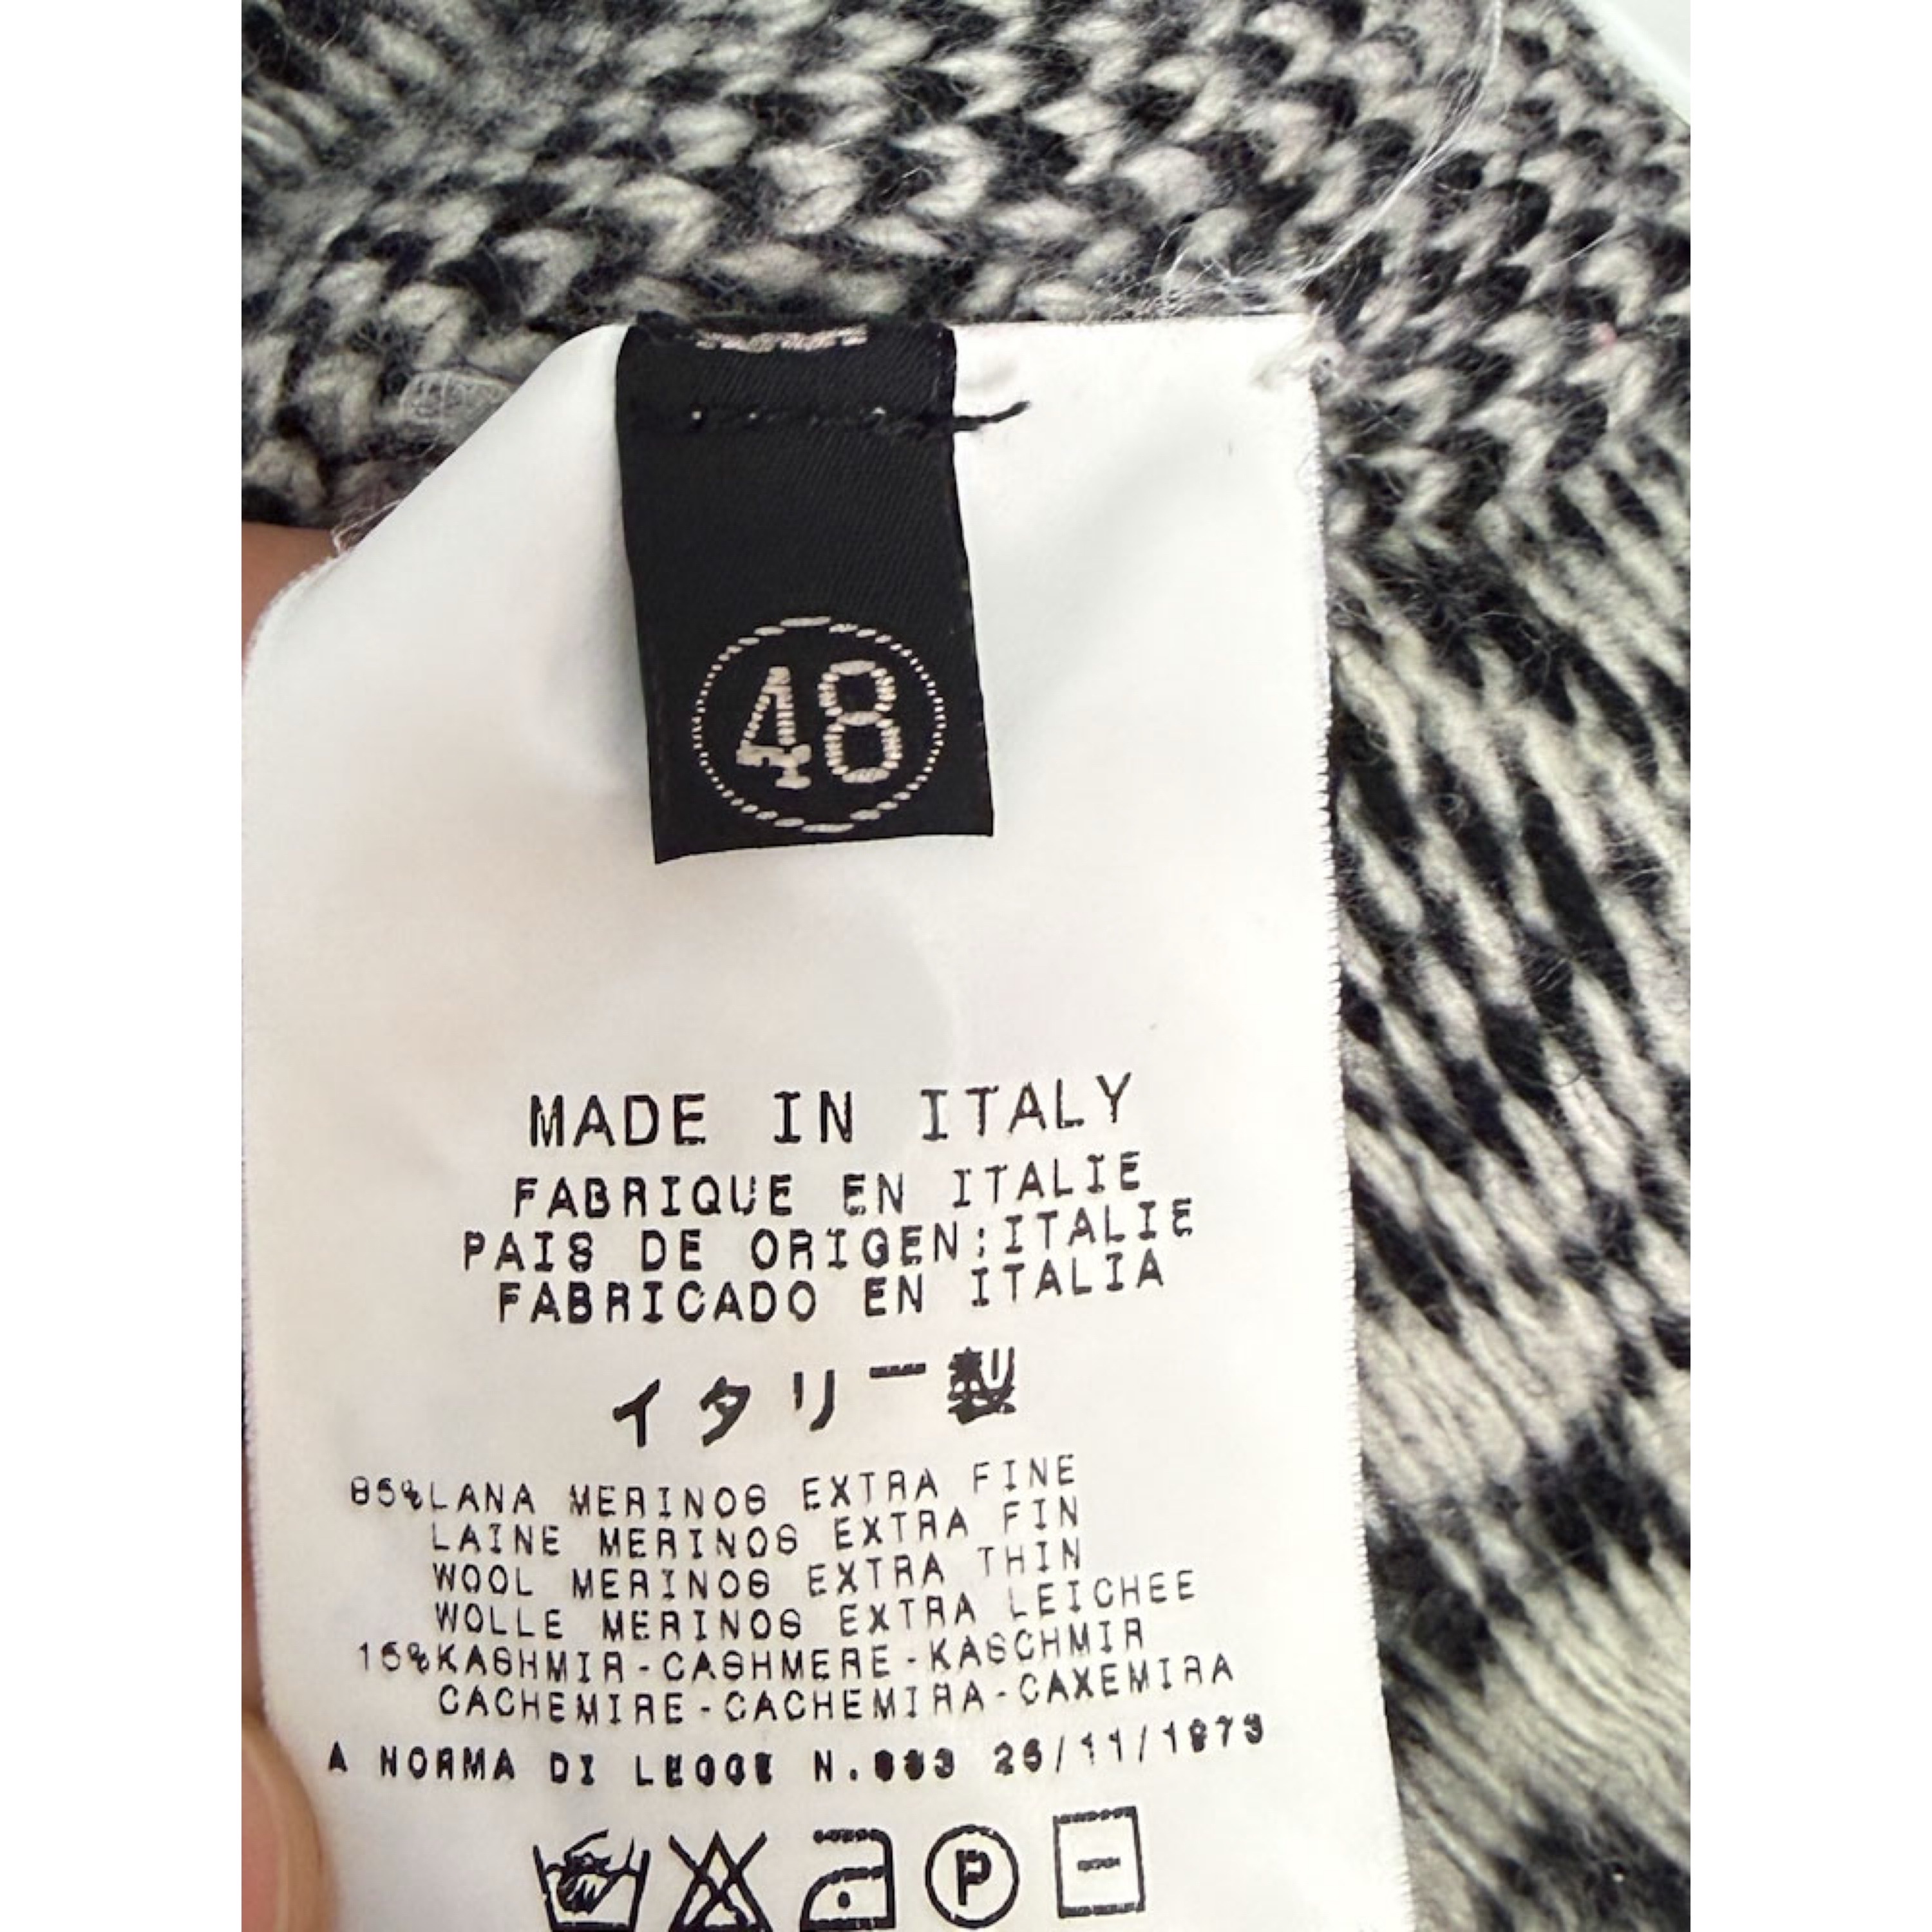 48
MADE IN ITALY
FABRIQUE EN ITALIE
PAIS DE ORIGEN:ITALIE
FABRICADO EN ITALIA
イタリー製
85%LANA MERINOS EXTRA FINE
LAINE MERINOS EXTRA FIN
WOOL MERINOS EXTRA THIN
WOLLE MERINOS EXTRA LEICHEE
15%KASHMIR-CASHMERE-KASCHMIR
CACHEMIRE-CACHEMIRA-CAXEMIRA
A NORMA DI LEGGE N.883 26/11/1973
P